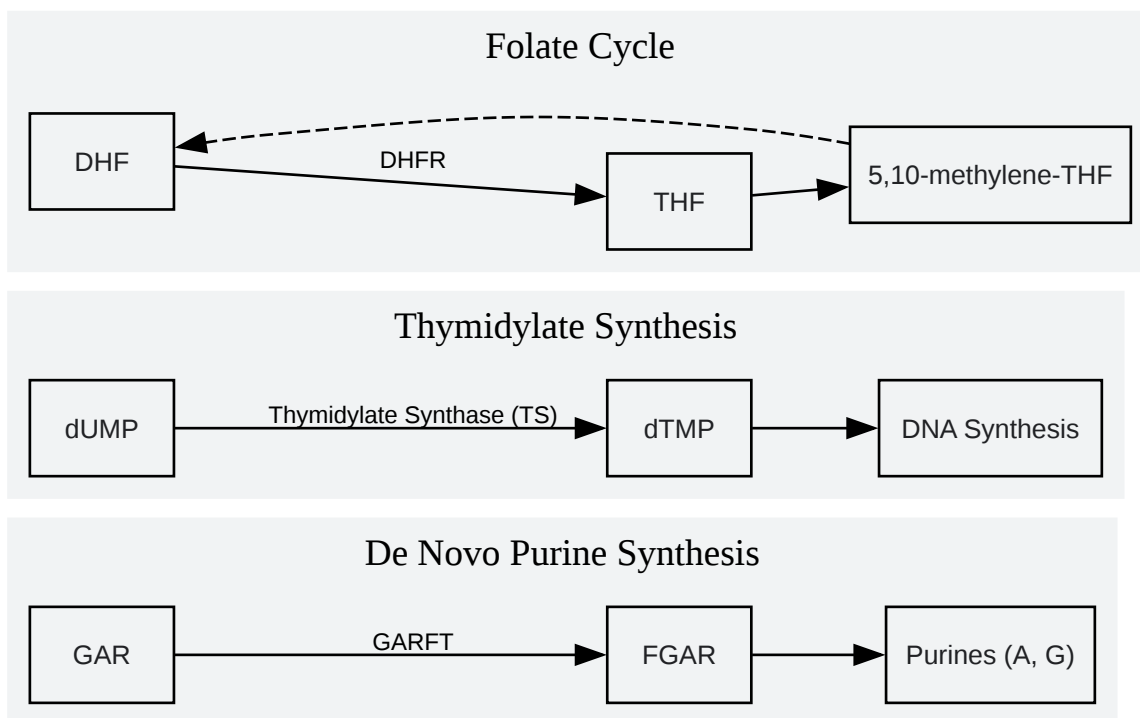 Folate Cycle
DHF
DHFR
THF
5,10-methylene-THF
Thymidylate Synthesis
dUMP
Thymidylate Synthase (TS)
dTMP
DNA Synthesis
De Novo Purine Synthesis
GAR
GARFT
FGAR
Purines (A, G)